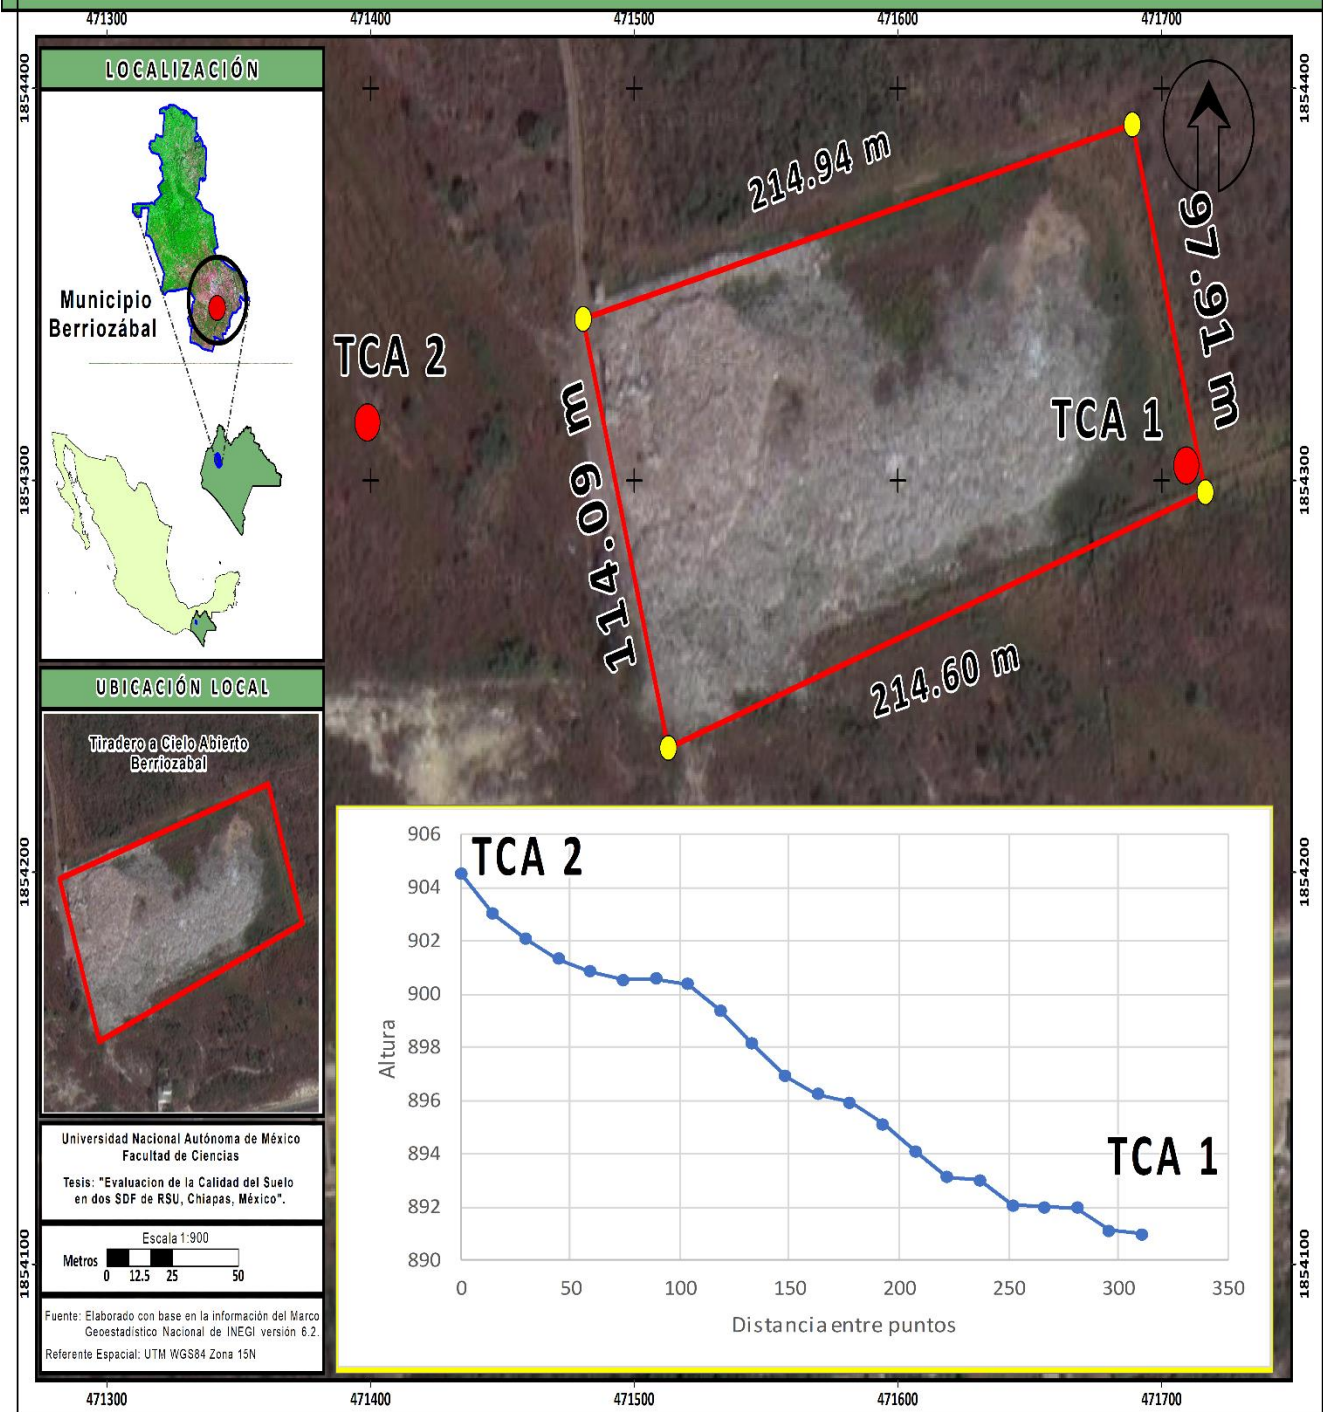 471300 471400 471500 471600 471700
1854400 1854400
1854300 1854300
1854200 1854200
1854100 1854100
LOCALIZACIÓN
Municipio
Berriozábal
UBICACIÓN LOCAL
Tiradero a Cielo Abierto
Berriozabal
Universidad Nacional Autónoma de México
Facultad de Ciencias
Tesis: "Evaluacion de la Calidad del Suelo
en dos SDF de RSU, Chiapas, México".
Escala 1:900
Metros
0 12.5 25 50
Fuente: Elaborado con base en la información del Marco
Geoestadístico Nacional de INEGI versión 6.2.
Referente Espacial: UTM WGS84 Zona 15N
214.94 m
97.91 m
TCA 2
TCA 1
114.09 m
214.60 m
906
904
902
900
898
896
894
892
890
Altura
TCA 2
TCA 1
0 50 100 150 200 250 300 350
Distancia entre puntos
471300 471400 471500 471600 471700